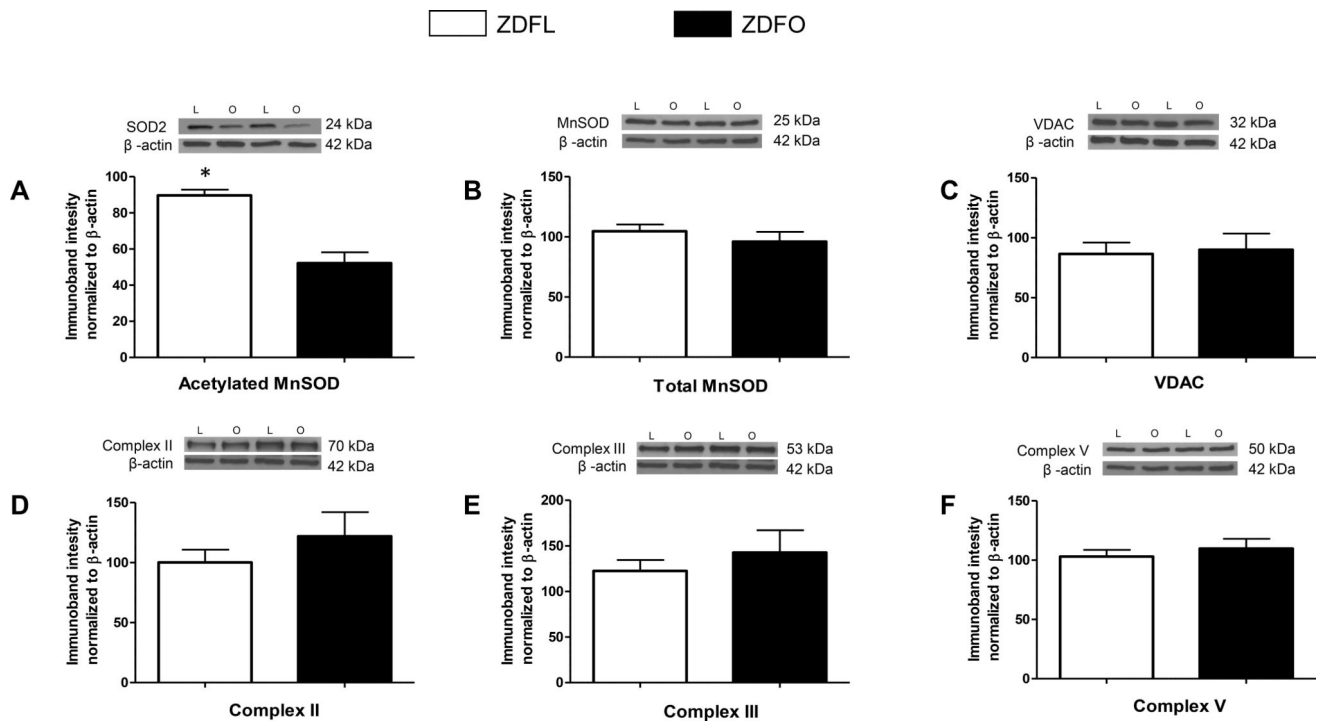 ZDFL ZDFO
L O L O
SOD2 24 kDa
β -actin 42 kDa
A
Immunoband intesity
normalized to β-actin
100
80
60
40
20
0
*
Acetylated MnSOD
L O L O
MnSOD 25 kDa
β -actin 42 kDa
B
Immunoband intesity
normalized to β-actin
150
100
50
0
Total MnSOD
L O L O
VDAC 32 kDa
β -actin 42 kDa
C
Immunoband intesity
normalized to β-actin
150
100
50
0
VDAC
L O L O
Complex II 70 kDa
β-actin 42 kDa
D
Immunoband intesity
normalized to β-actin
150
100
50
0
Complex II
L O L O
Complex III 53 kDa
β -actin 42 kDa
E
Immunoband intesity
normalized to β-actin
200
150
100
50
0
Complex III
L O L O
Complex V 50 kDa
β -actin 42 kDa
F
Immunoband intesity
normalized to β-actin
150
100
50
0
Complex V